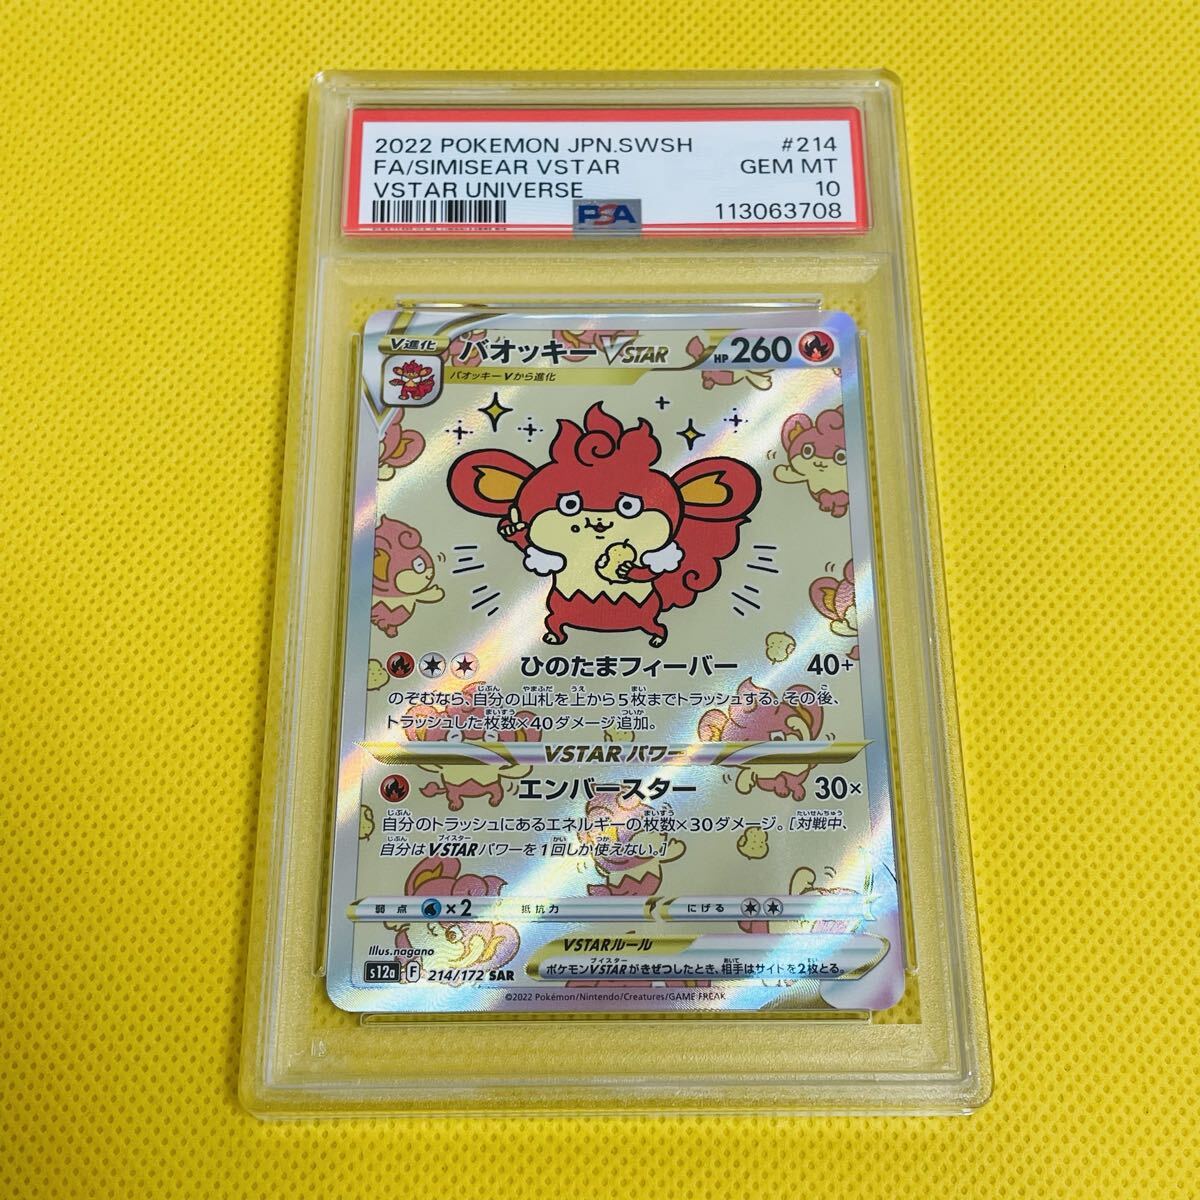 2022 POKEMON JPN.SWSH #214
FA/SIMISEAR VSTAR GEM MT
VSTAR UNIVERSE 10
PSA 113063708
V進化 バオッキー VSTAR HP 260
バオッキーVから進化
ひのたまフィーバー 40+
のぞむなら、自分の山札を上から5枚までトラッシュする。その後、
トラッシュした枚数×40ダメージ追加。
VSTARパワー
エンバースター 30×
自分のトラッシュにあるエネルギーの枚数×30ダメージ。[対戦中、
自分はVSTARパワーを1回しか使えない。]
弱点 ×2 抵抗力 にげる
Illus.nagano
VSTARルール
s12a F 214/172 SAR
ポケモンVSTARがきぜつしたとき、相手はサイドを2枚とる。
©2022 Pokémon/Nintendo/Creatures/GAME FREAK